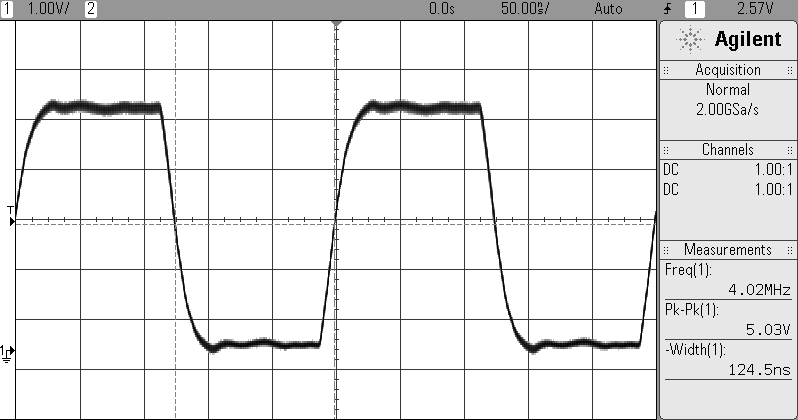 1 1.00V/ 2 0.0s 50.00ns/ Auto 1 2.57V
Agilent
Acquisition
Normal
2.00GSa/s
Channels
DC 1.00:1
DC 1.00:1
Measurements
Freq(1):
4.02MHz
Pk-Pk(1):
5.03V
-Width(1):
124.5ns
T
1